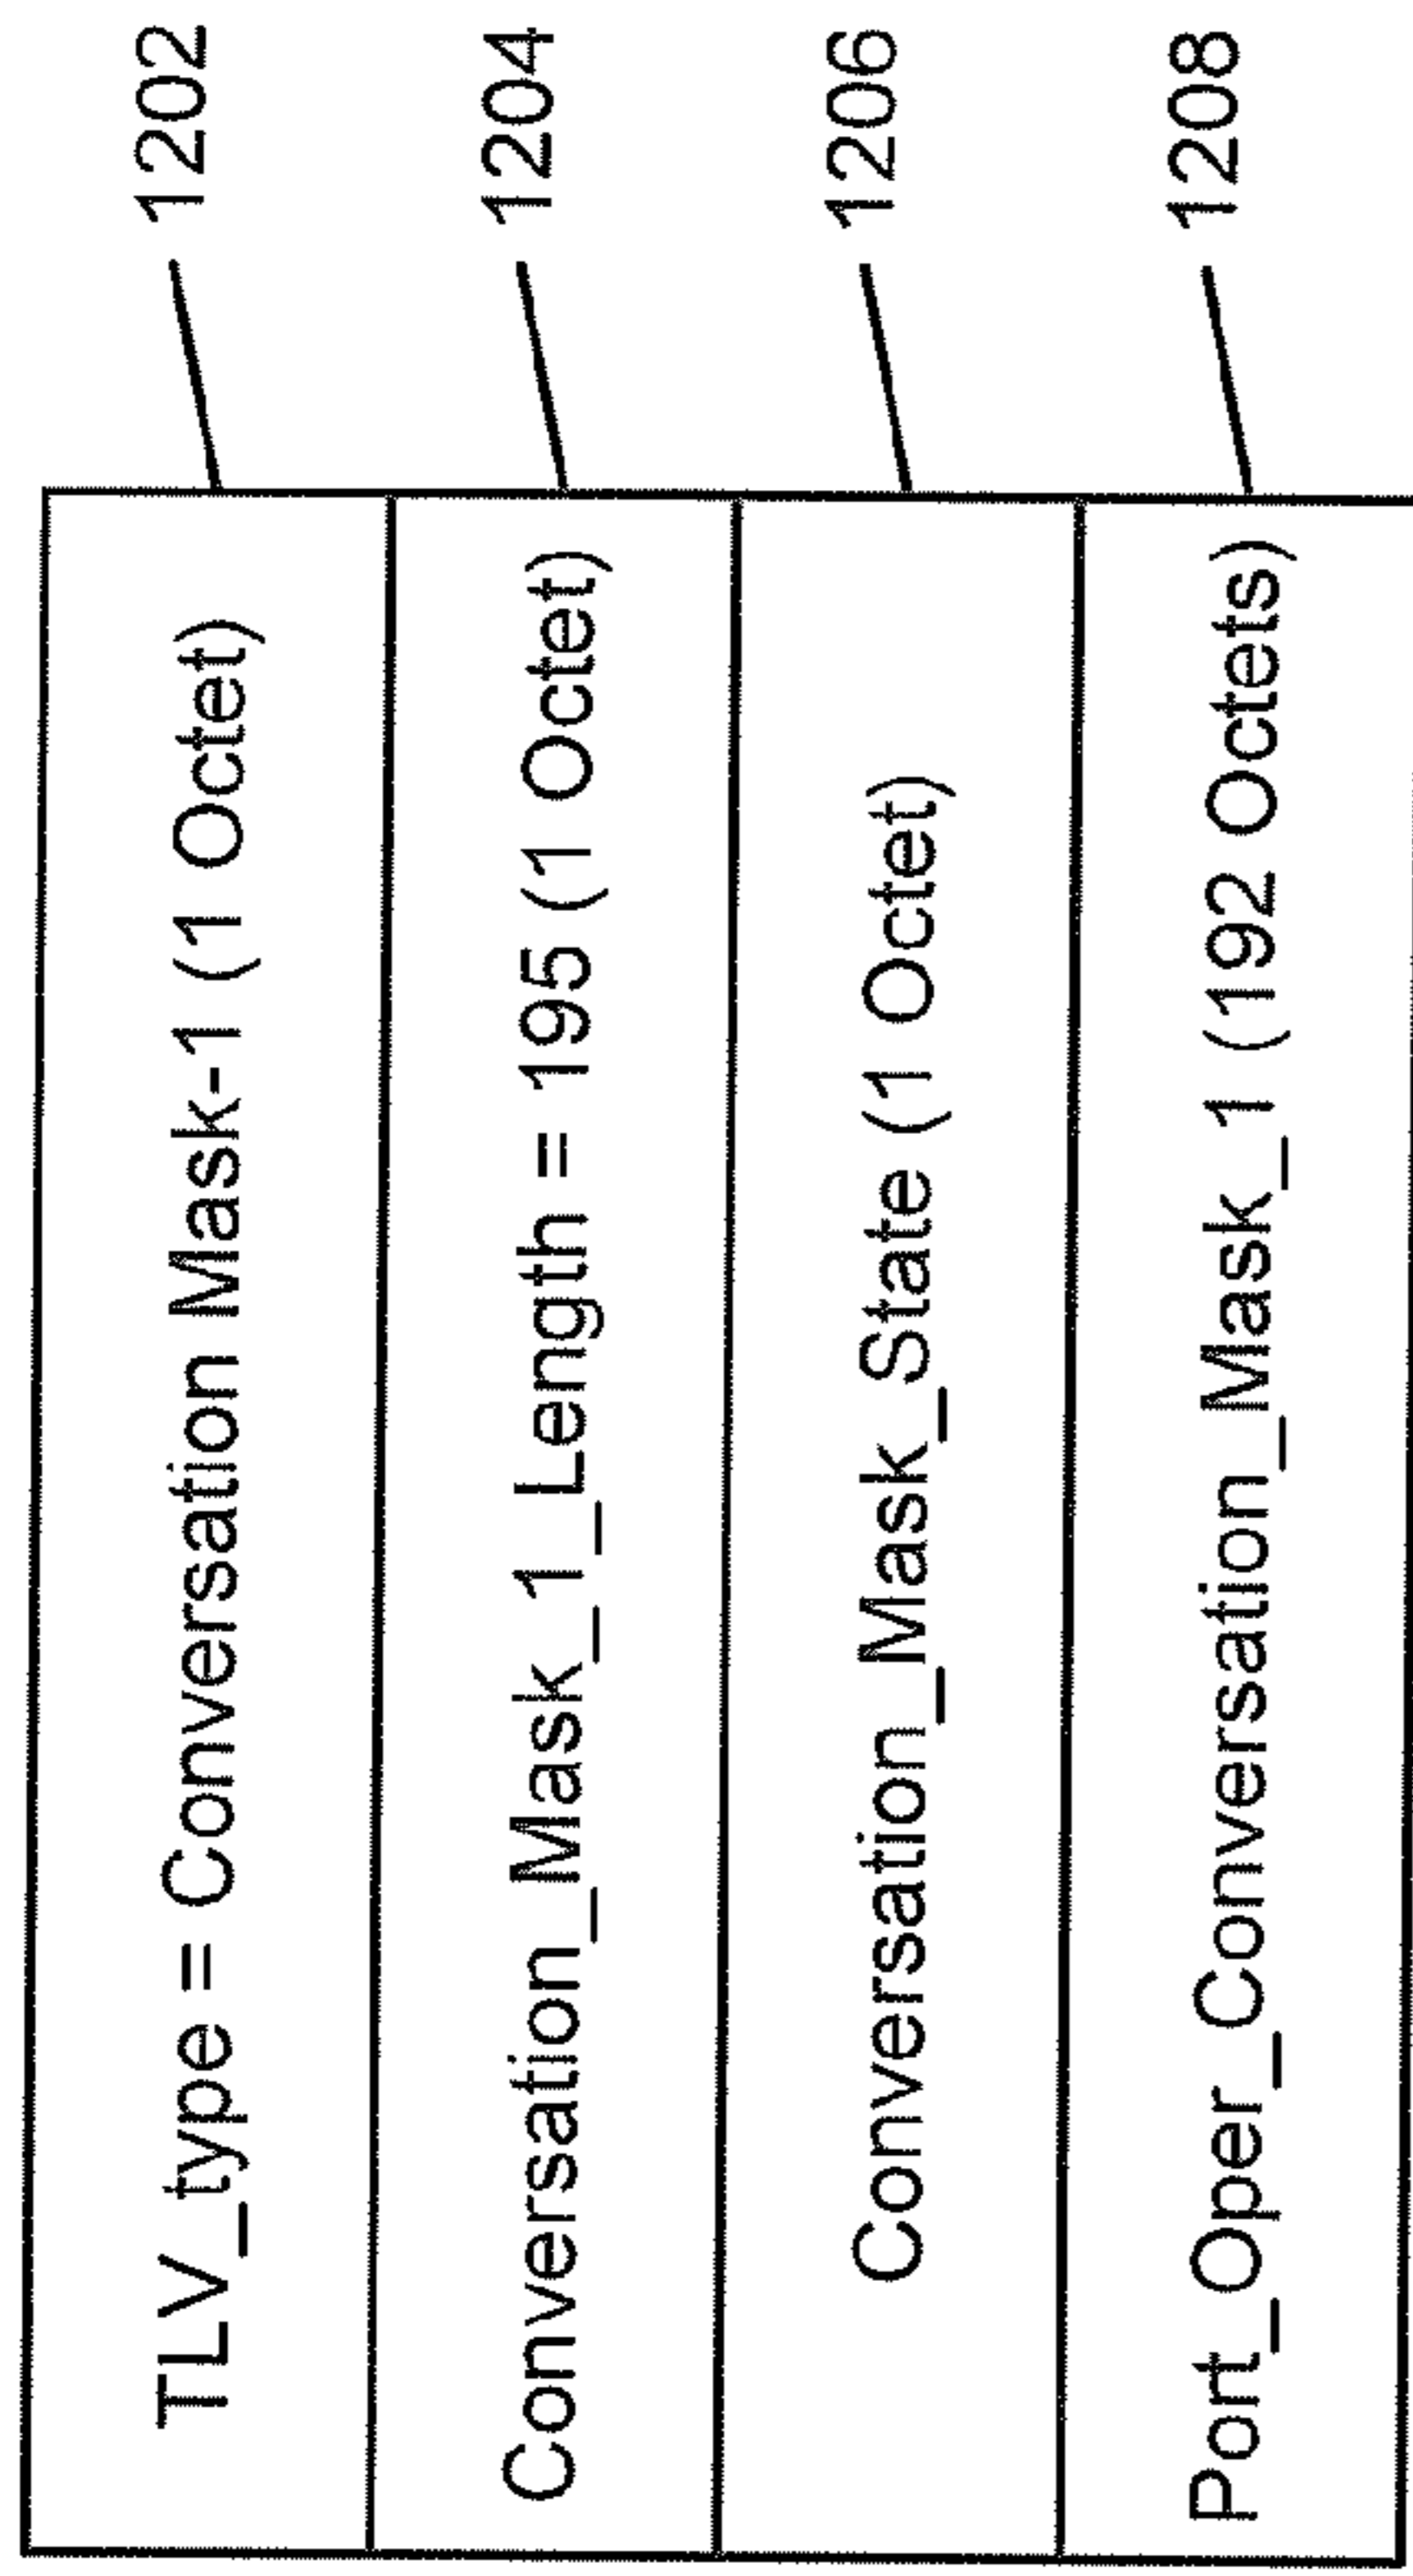 TLV_type = Conversation Mask-1 (1 Octet) 1202
Conversation_Mask_1_Length = 195 (1 Octet) 1204
Conversation_Mask_State (1 Octet) 1206
Port_Oper_Conversation_Mask_1 (192 Octets) 1208